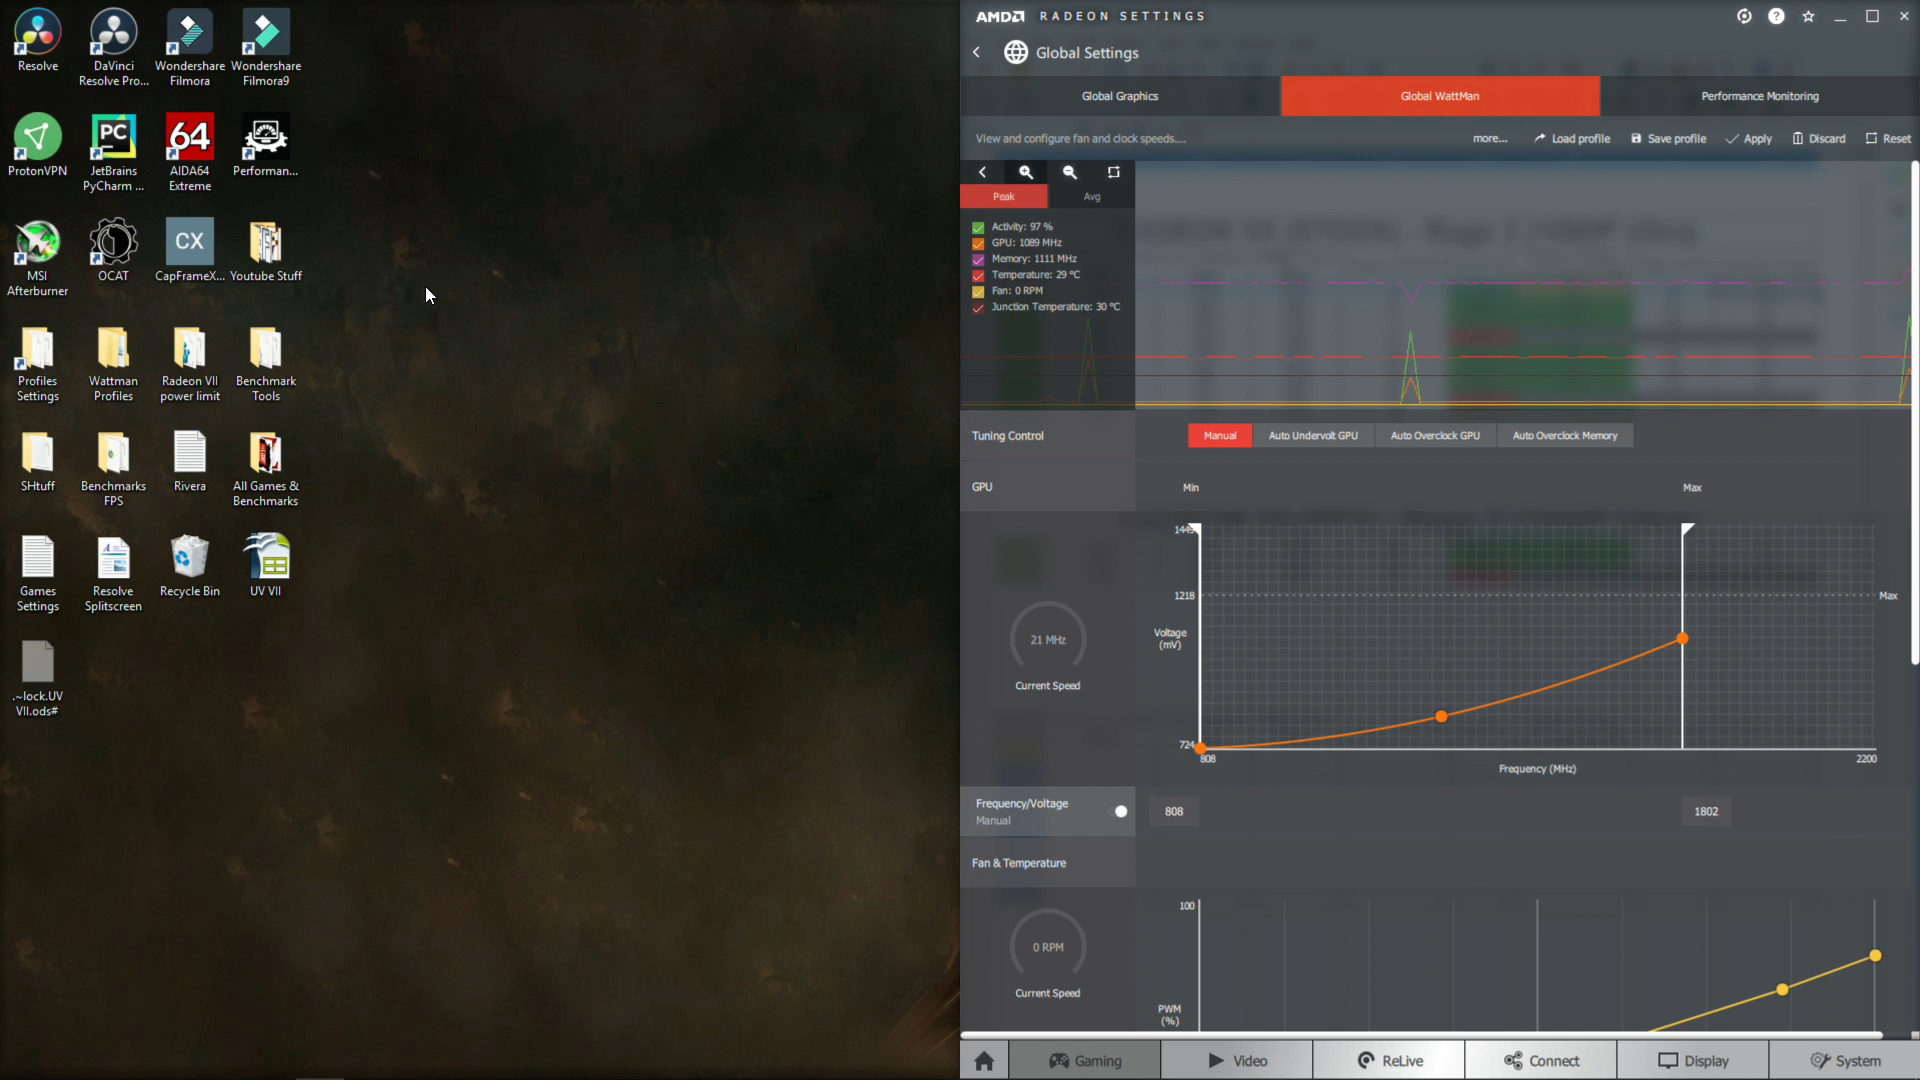 Resolve
DaVinci
Resolve Pro...
Wondershare
Filmora
Wondershare
Filmora9
ProtonVPN
PC
JetBrains
PyCharm ...
64
AIDA64
Extreme
Performan...
MSI
Afterburner
OCAT
CX
CapFrameX...
Youtube Stuff
Profiles
Settings
Wattman
Profiles
Radeon VII
power limit
Benchmark
Tools
SHtuff
Benchmarks
FPS
Rivera
All Games &
Benchmarks
Games
Settings
Resolve
Splitscreen
Recycle Bin
UV VII
.~lock.UV
VII.ods#
AMD RADEON SETTINGS
Global Settings
Global Graphics
Global WattMan
Performance Monitoring
View and configure fan and clock speeds....
more...
Load profile
Save profile
Apply
Discard
Reset
Peak
Avg
Activity: 97 %
GPU: 1089 MHz
Memory: 1111 MHz
Temperature: 29 °C
Fan: 0 RPM
Junction Temperature: 30 °C
Tuning Control
Manual
Auto Undervolt GPU
Auto Overclock GPU
Auto Overclock Memory
GPU
Min
Max
1218
Max
Voltage
(mV)
21 MHz
Current Speed
724
808
2200
Frequency (MHz)
Frequency/Voltage
Manual
808
1802
Fan & Temperature
100
0 RPM
Current Speed
PWM
(%)
Gaming
Video
ReLive
Connect
Display
System